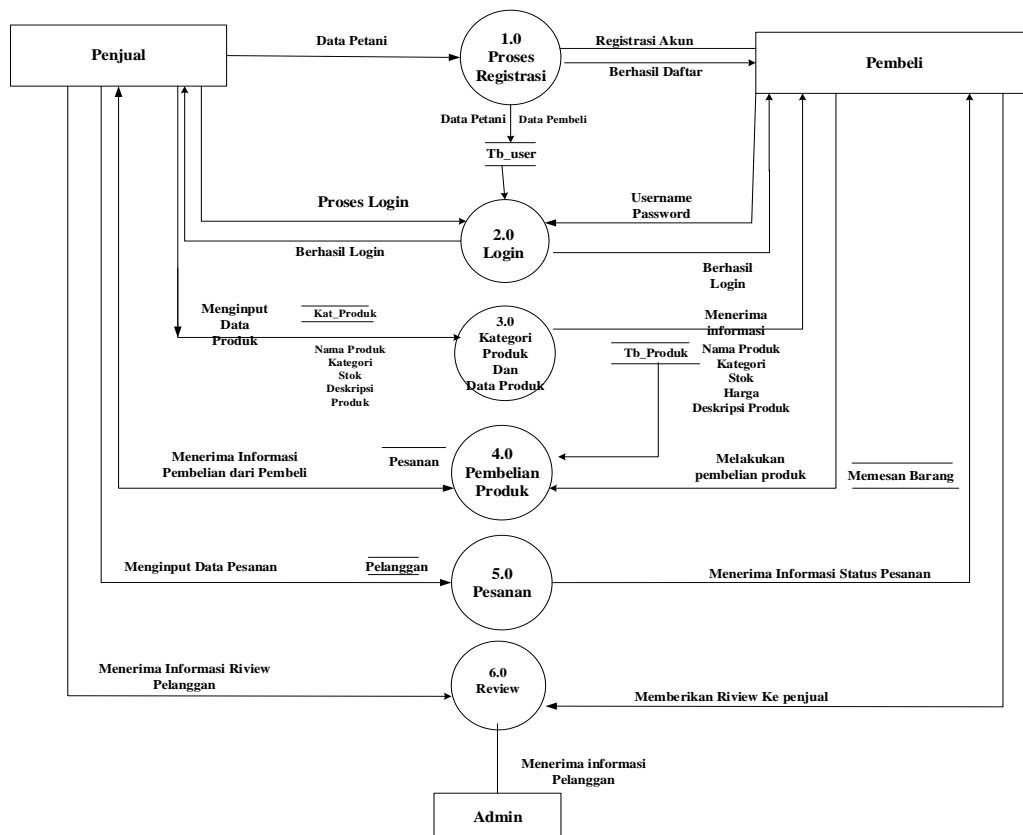 Penjual
Data Petani
1.0
Proses
Registrasi
Registrasi Akun
Berhasil Daftar
Pembeli
Data Petani
Data Pembeli
Tb_user
Proses Login
Berhasil Login
2.0
Login
Username
Password
Berhasil
Login
Menginput
Data
Produk
Kat_Produk
Nama Produk
Kategori
Stok
Deskripsi
Produk
3.0
Kategori
Produk
Dan
Data Produk
Menerima
informasi
Tb_Produk
Nama Produk
Kategori
Stok
Harga
Deskripsi Produk
Menerima Informasi
Pembelian dari Pembeli
Pesanan
4.0
Pembelian
Produk
Melakukan
pembelian produk
Memesan Barang
Menginput Data Pesanan
Pelanggan
5.0
Pesanan
Menerima Informasi Status Pesanan
Menerima Informasi Riview
Pelanggan
6.0
Review
Memberikan Riview Ke penjual
Menerima informasi
Pelanggan
Admin